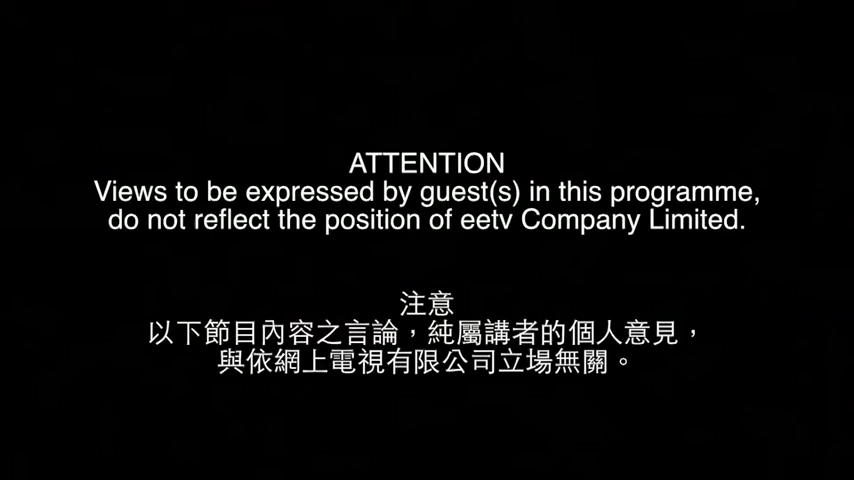 ATTENTION
Views to be expressed by guest(s) in this programme,
do not reflect the position of eetv Company Limited.
注意
以下節目內容之言論，純屬講者的個人意見，
與依網上電視有限公司立場無關。